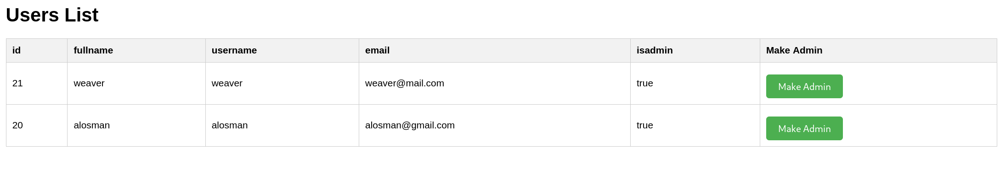 Users List
id fullname username email isadmin Make Admin
21 weaver weaver weaver@mail.com true Make Admin
20 alosman alosman alosman@gmail.com true Make Admin